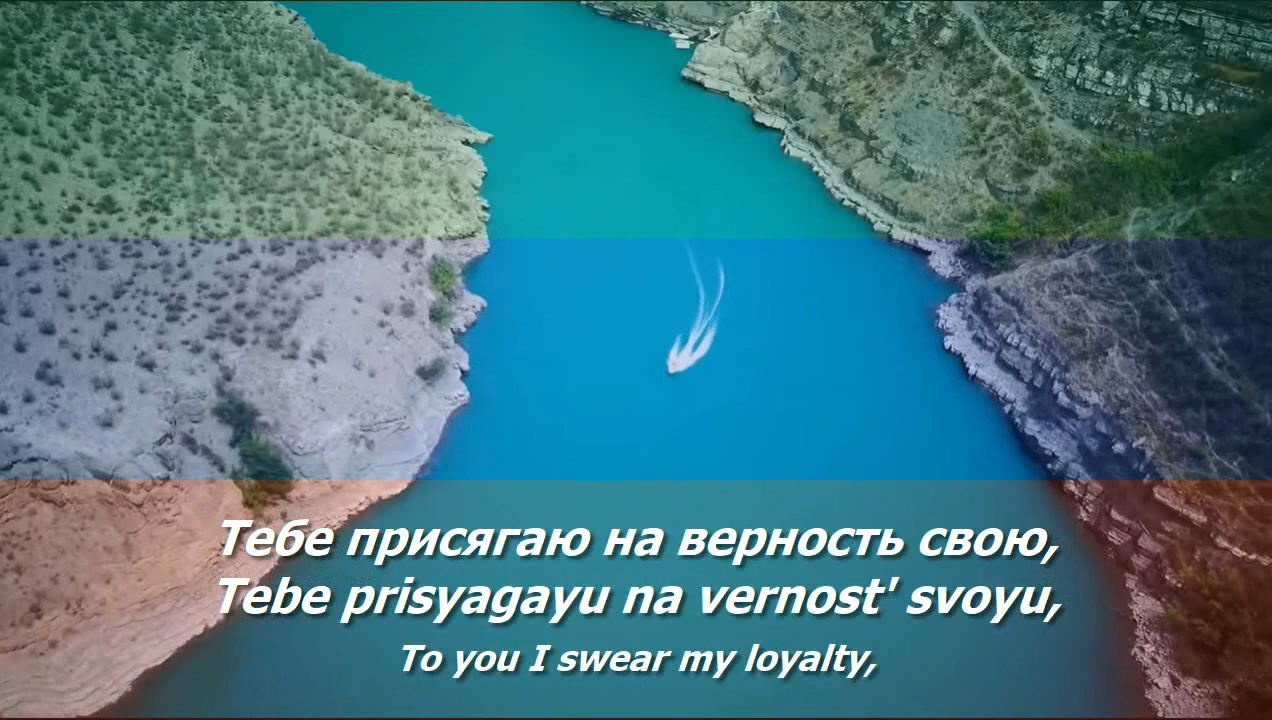 Тебе присягаю на верность свою,
Tebe prisyagayu na vernost' svoyu,
To you I swear my loyalty,